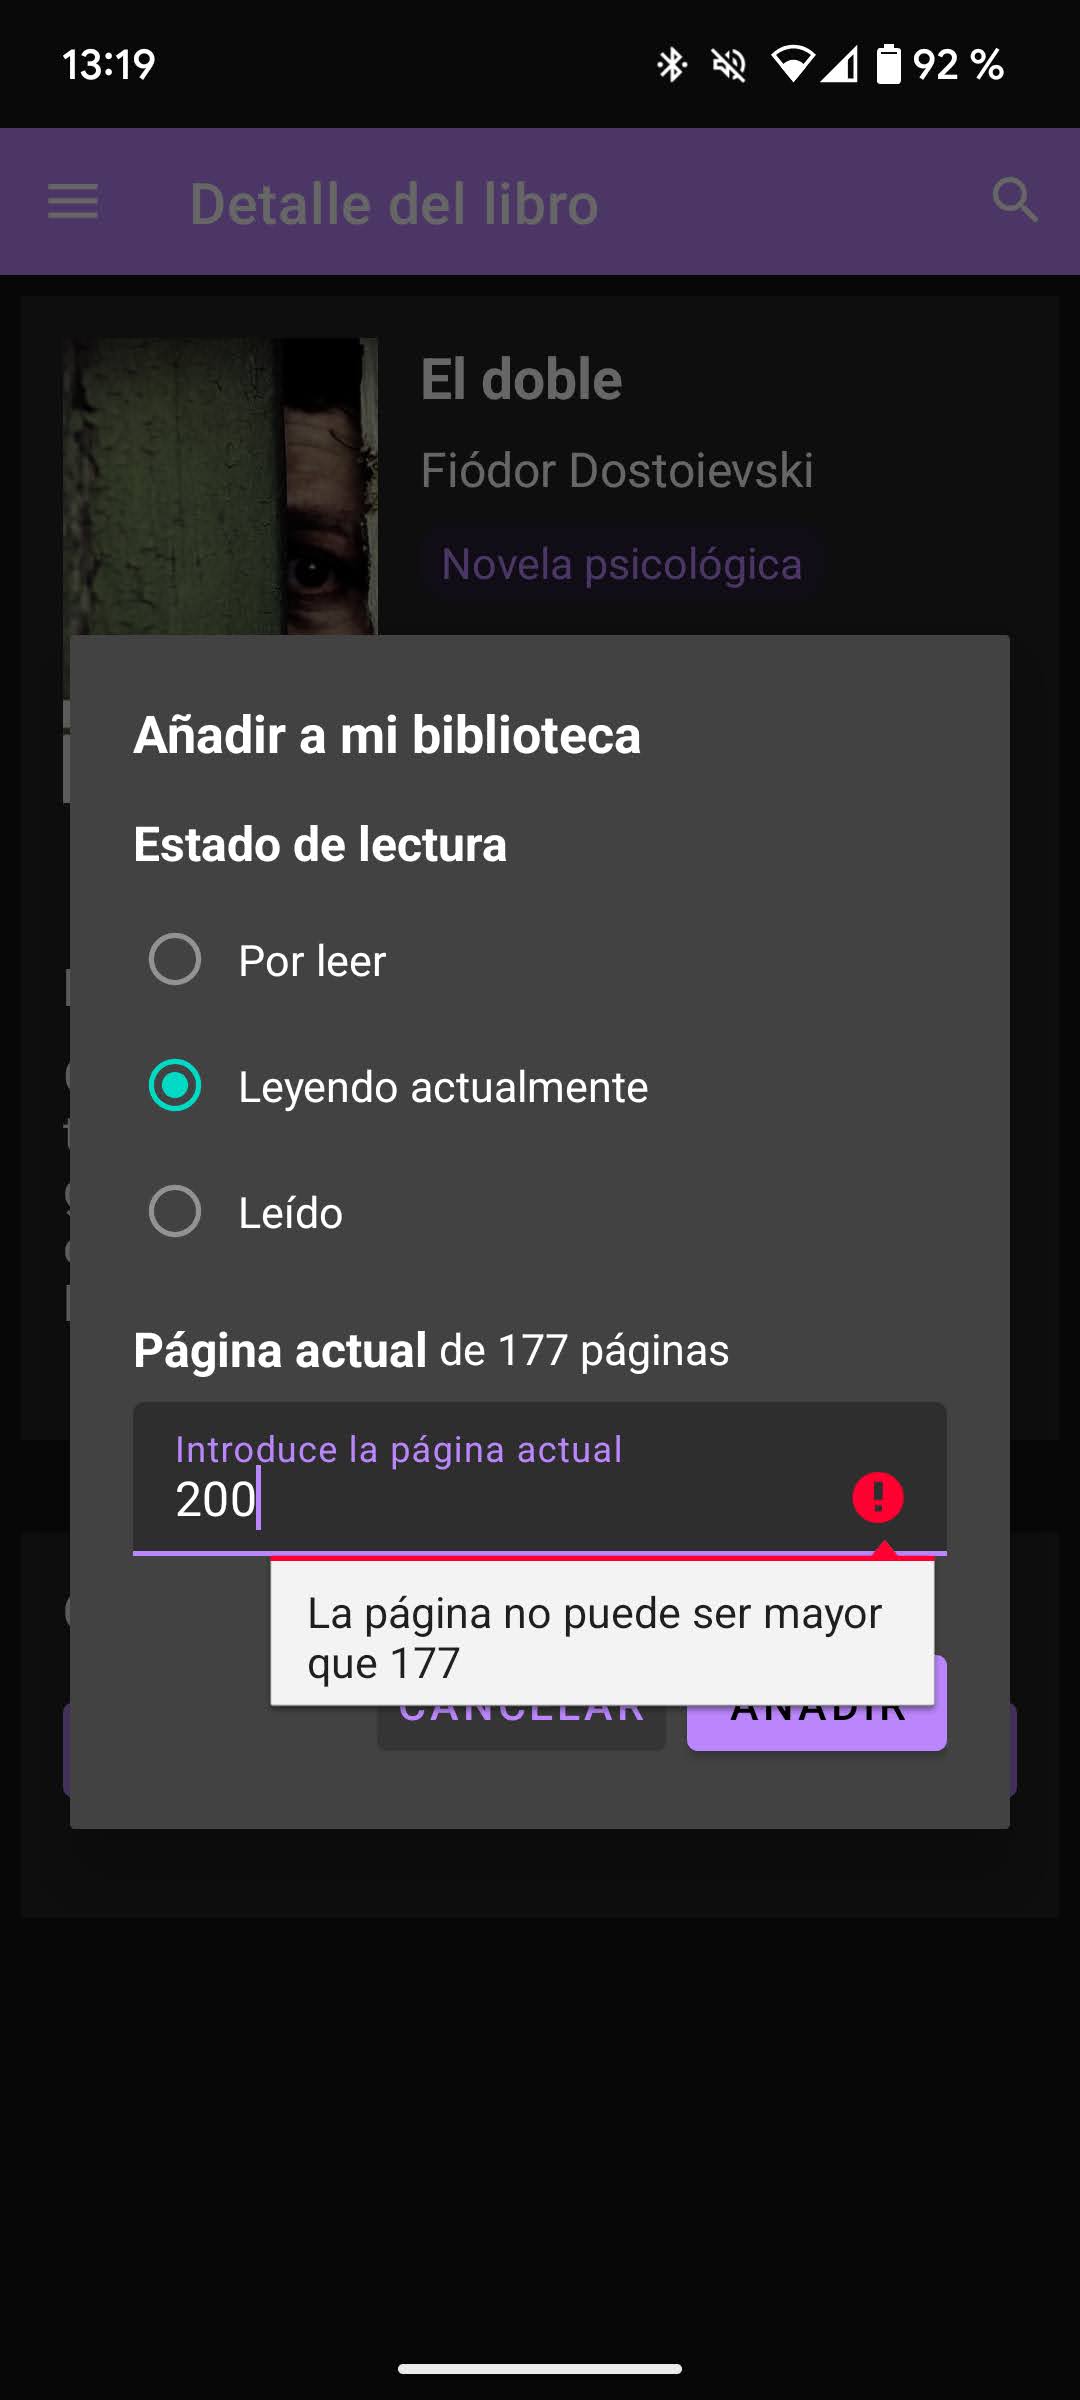 13:19
92 %
Detalle del libro
El doble
Fiódor Dostoievski
Novela psicológica
Añadir a mi biblioteca
Estado de lectura
Por leer
Leyendo actualmente
Leído
Página actual de 177 páginas
Introduce la página actual
200
La página no puede ser mayor
que 177
CANCELAR
AÑADIR